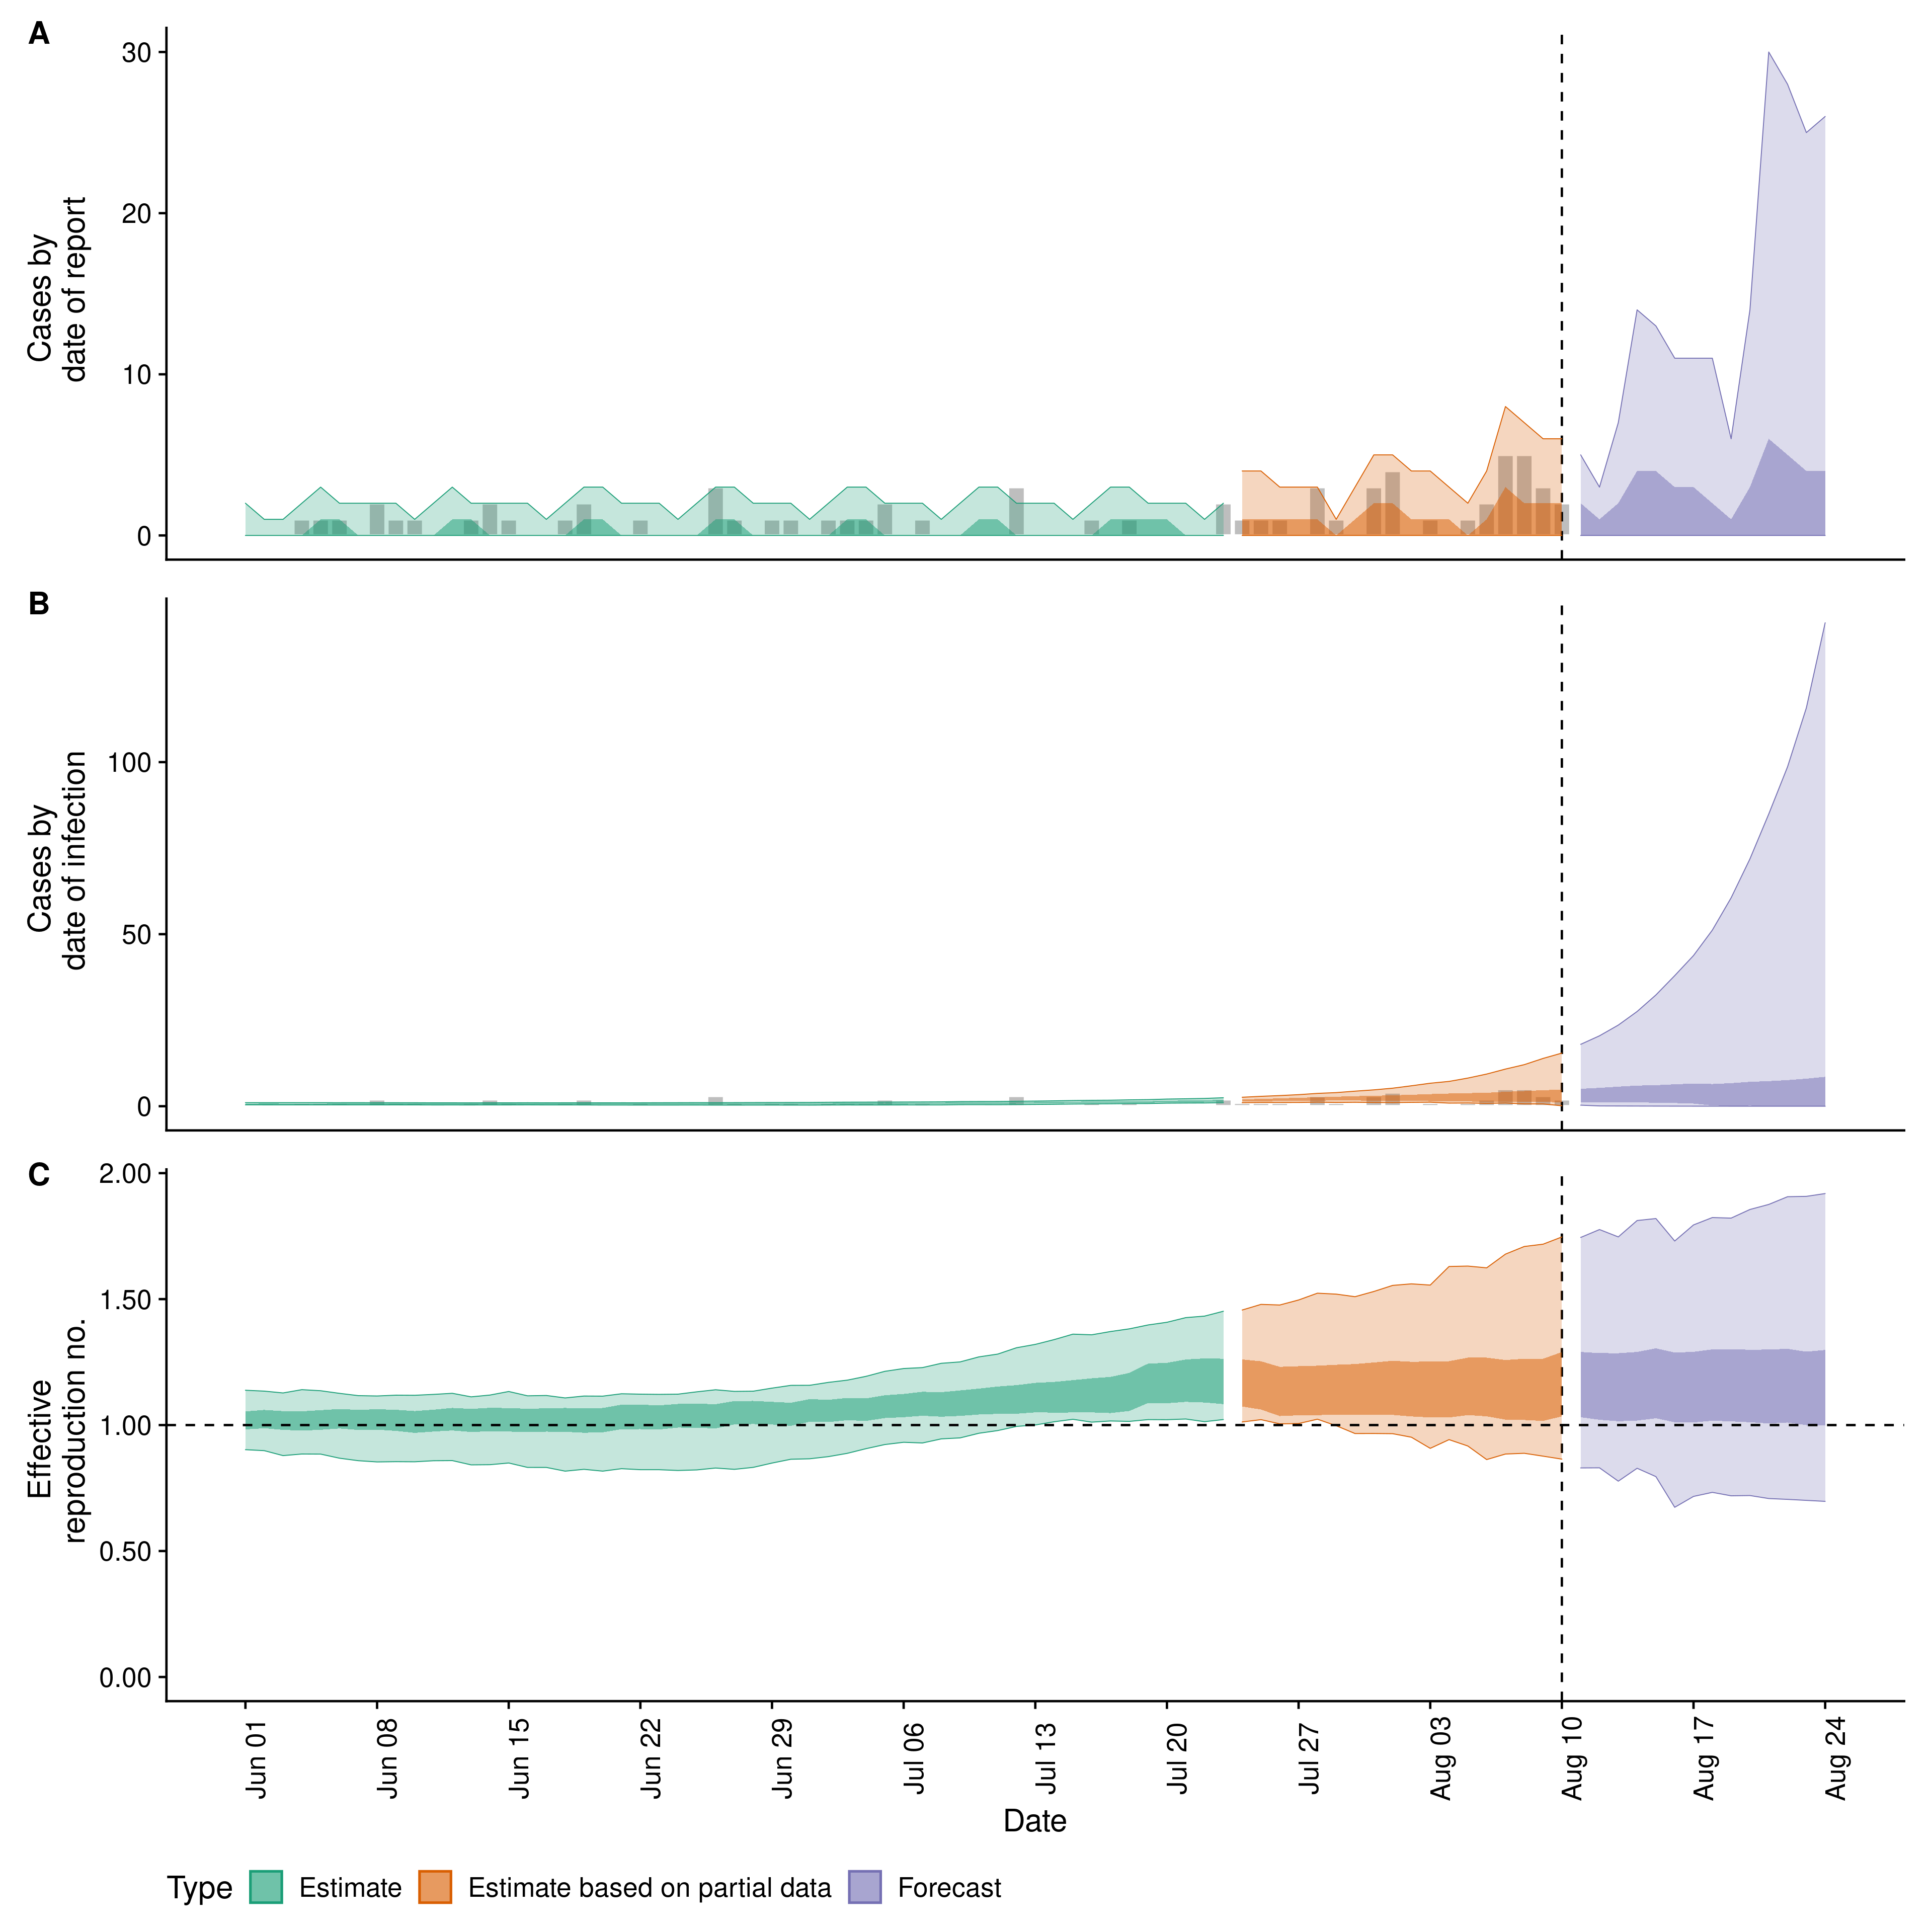 A
Cases by
date of report
30
20
10
0
B
Cases by
date of infection
100
50
0
C
Effective
reproduction no.
2.00
1.50
1.00
0.50
0.00
Jun 01
Jun 08
Jun 15
Jun 22
Jun 29
Jul 06
Jul 13
Jul 20
Jul 27
Aug 03
Aug 10
Aug 17
Aug 24
Date
Type Estimate Estimate based on partial data Forecast